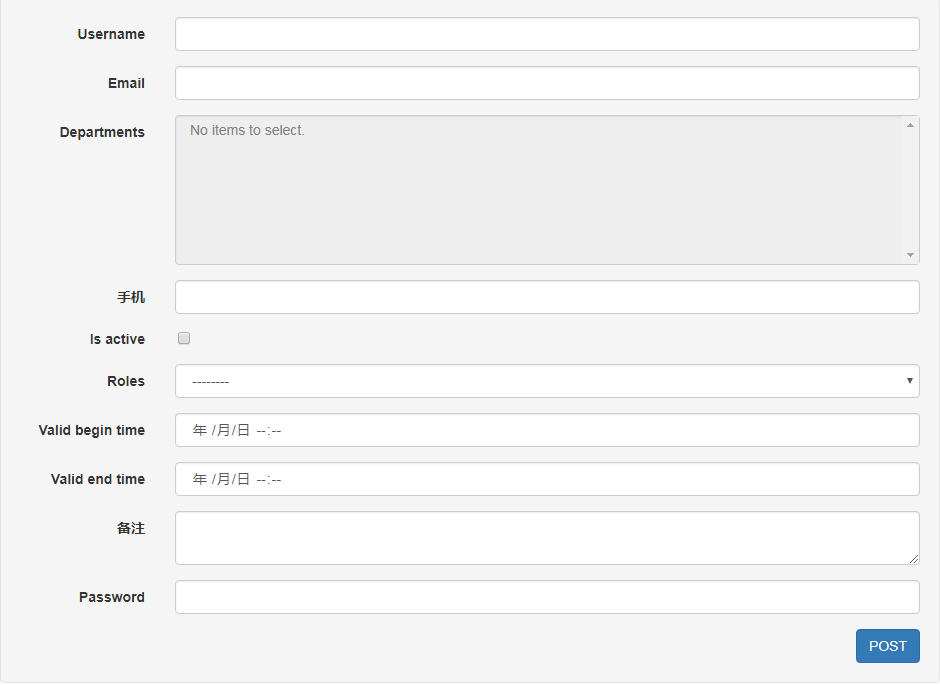 Username
Email
Departments
No items to select.
手机
Is active
Roles
--------
Valid begin time
年 /月/日 --:--
Valid end time
年 /月/日 --:--
备注
Password
POST